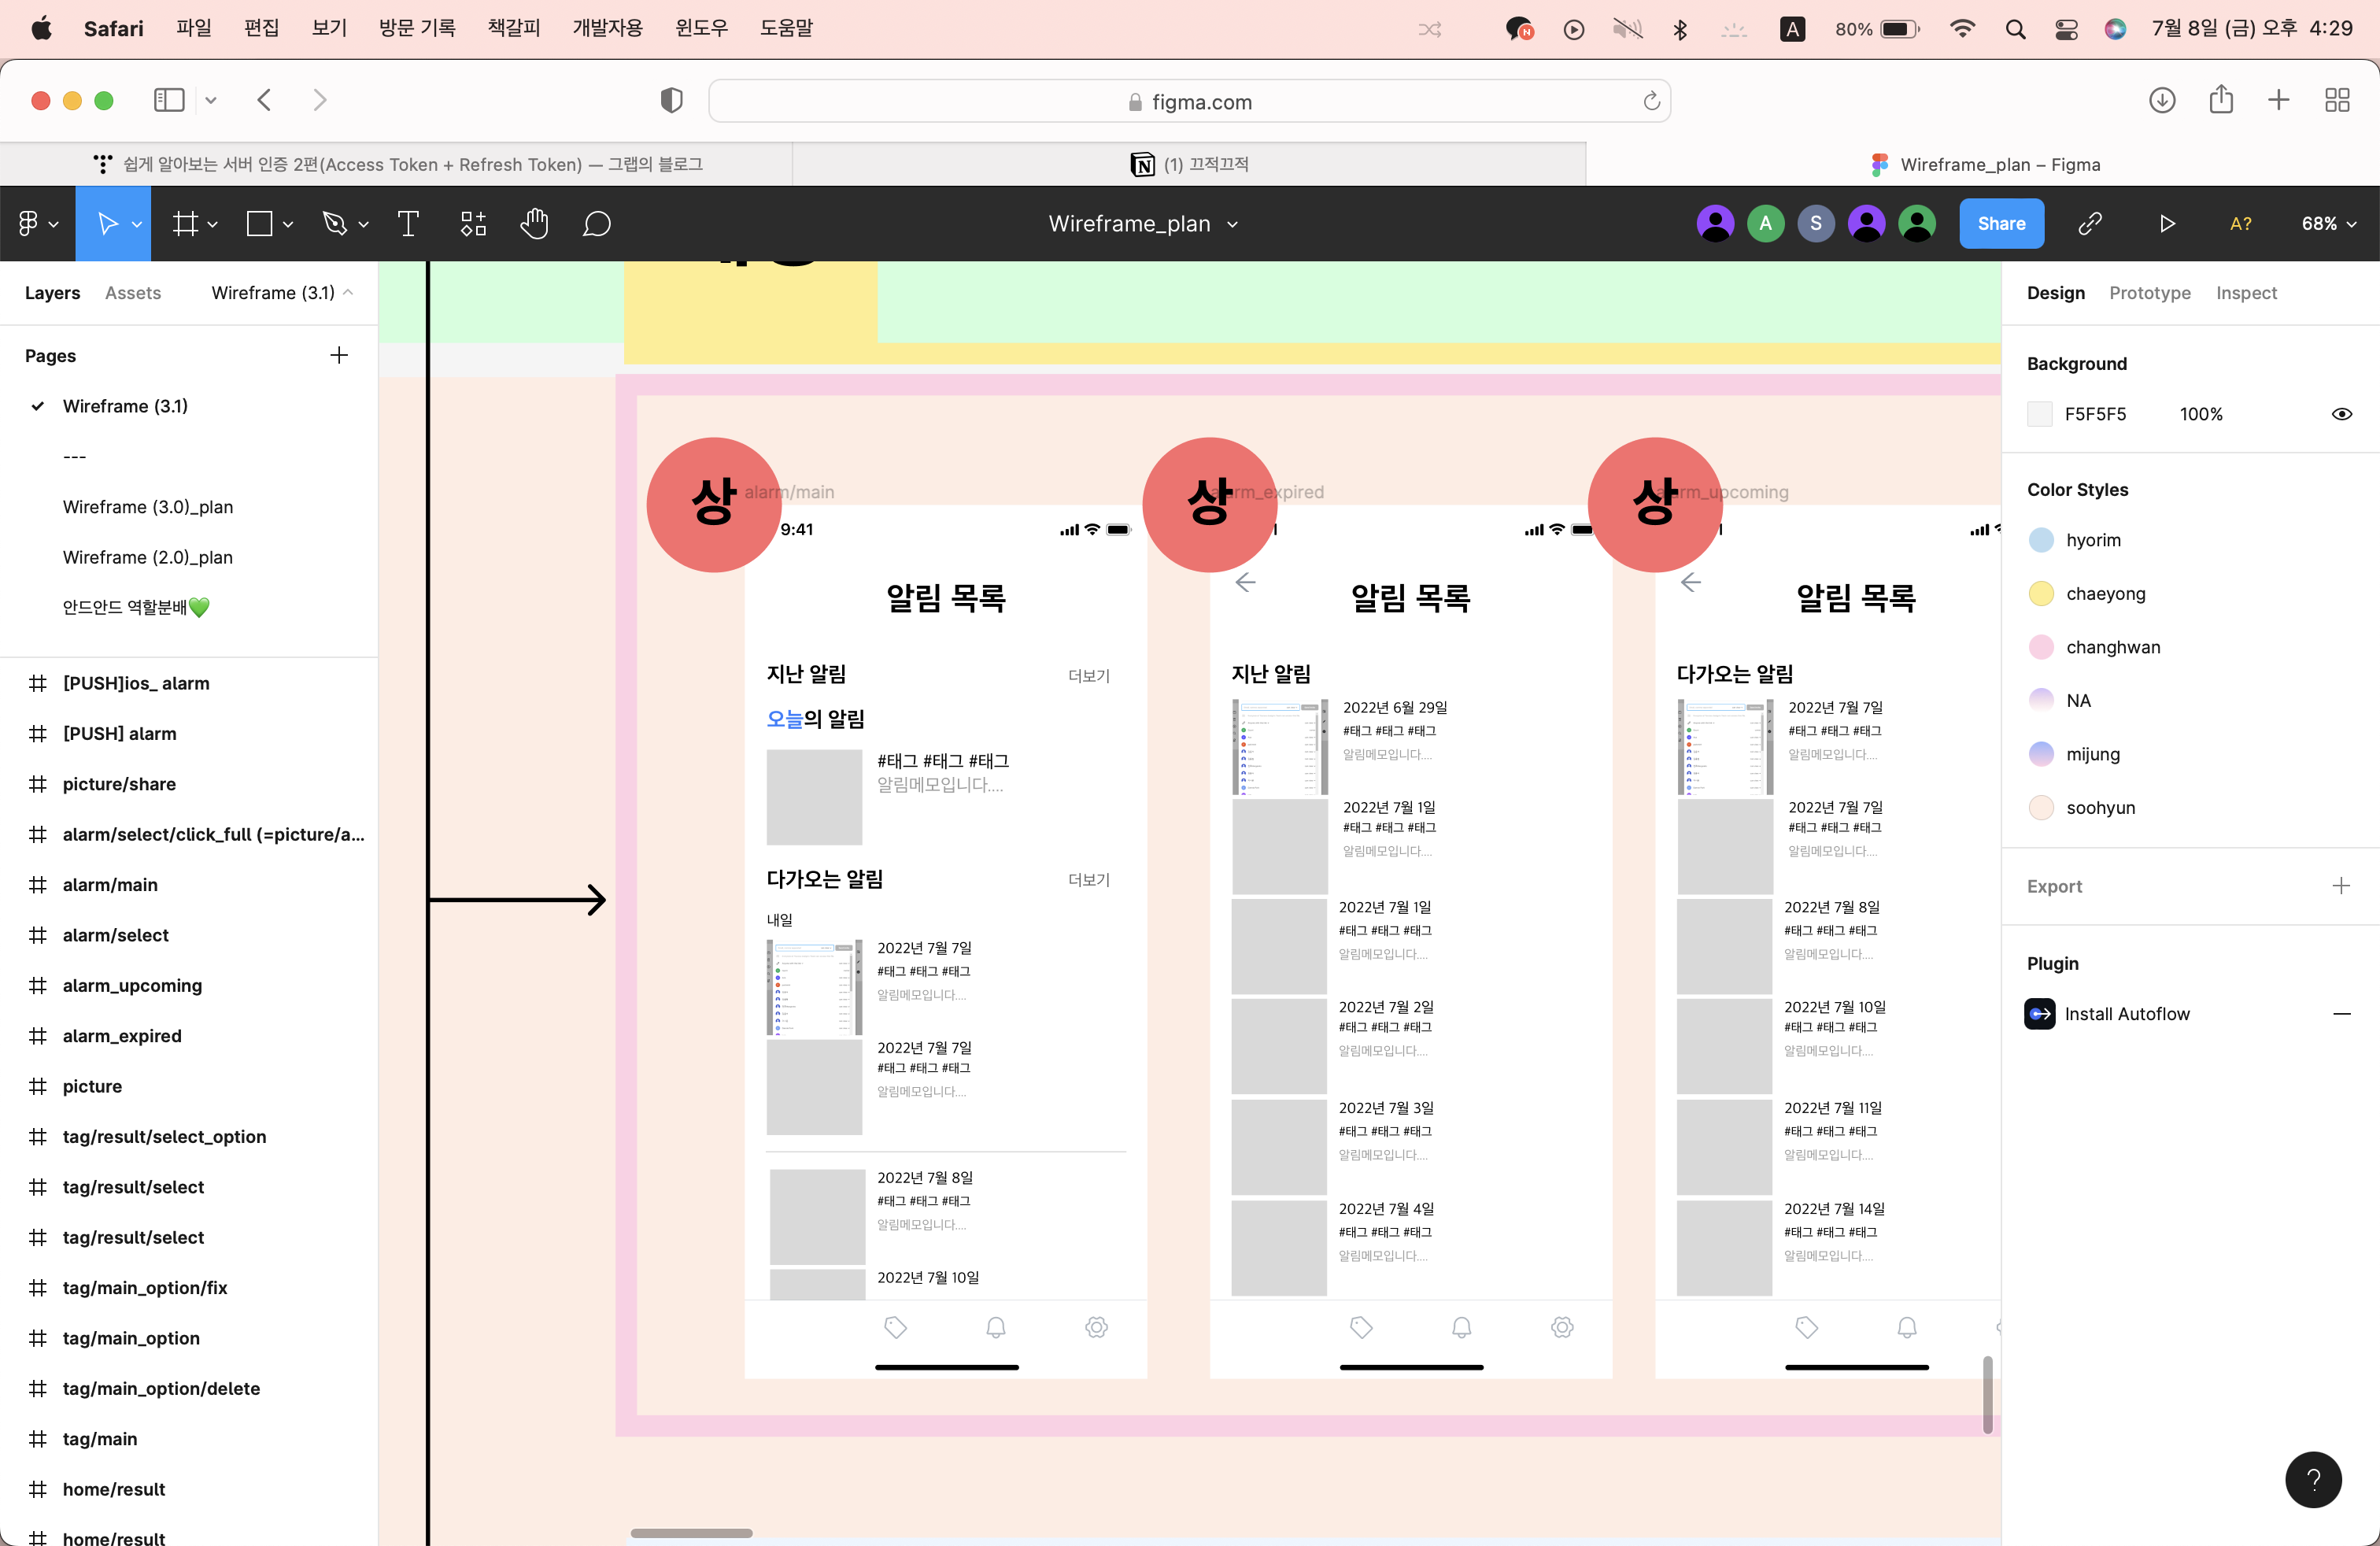 Safari 파일 편집 보기 방문 기록 책갈피 개발자용 윈도우 도움말
N
A 80% 7월 8일 (금) 오후 4:29
figma.com
쉽게 알아보는 서버 인증 2편(Access Token + Refresh Token) — 그랩의 블로그
(1) 끄적끄적
Wireframe_plan – Figma
Wireframe_plan
A S Share A? 68%
Layers Assets Wireframe (3.1)
Pages
Wireframe (3.1)
---
Wireframe (3.0)_plan
Wireframe (2.0)_plan
안드안드 역할분배💚
[PUSH]ios_ alarm
[PUSH] alarm
picture/share
alarm/select/click_full (=picture/a...
alarm/main
alarm/select
alarm_upcoming
alarm_expired
picture
tag/result/select_option
tag/result/select
tag/result/select
tag/main_option/fix
tag/main_option
tag/main_option/delete
tag/main
home/result
home/result
상
alarm/main
9:41
알림 목록
지난 알림 더보기
오늘의 알림
#태그 #태그 #태그
알림메모입니다....
다가오는 알림 더보기
내일
2022년 7월 7일
#태그 #태그 #태그
알림메모입니다....
2022년 7월 7일
#태그 #태그 #태그
알림메모입니다....
2022년 7월 8일
#태그 #태그 #태그
알림메모입니다....
2022년 7월 10일
상
alarm_expired
알림 목록
지난 알림
2022년 6월 29일
#태그 #태그 #태그
알림메모입니다....
2022년 7월 1일
#태그 #태그 #태그
알림메모입니다....
2022년 7월 1일
#태그 #태그 #태그
알림메모입니다....
2022년 7월 2일
#태그 #태그 #태그
알림메모입니다....
2022년 7월 3일
#태그 #태그 #태그
알림메모입니다....
2022년 7월 4일
#태그 #태그 #태그
알림메모입니다....
상
alarm_upcoming
알림 목록
다가오는 알림
2022년 7월 7일
#태그 #태그 #태그
알림메모입니다....
2022년 7월 7일
#태그 #태그 #태그
알림메모입니다....
2022년 7월 8일
#태그 #태그 #태그
알림메모입니다....
2022년 7월 10일
#태그 #태그 #태그
알림메모입니다....
2022년 7월 11일
#태그 #태그 #태그
알림메모입니다....
2022년 7월 14일
#태그 #태그 #태그
알림메모입니다....
Design Prototype Inspect
Background
F5F5F5 100%
Color Styles
hyorim
chaeyong
changhwan
NA
mijung
soohyun
Export
Plugin
Install Autoflow
?